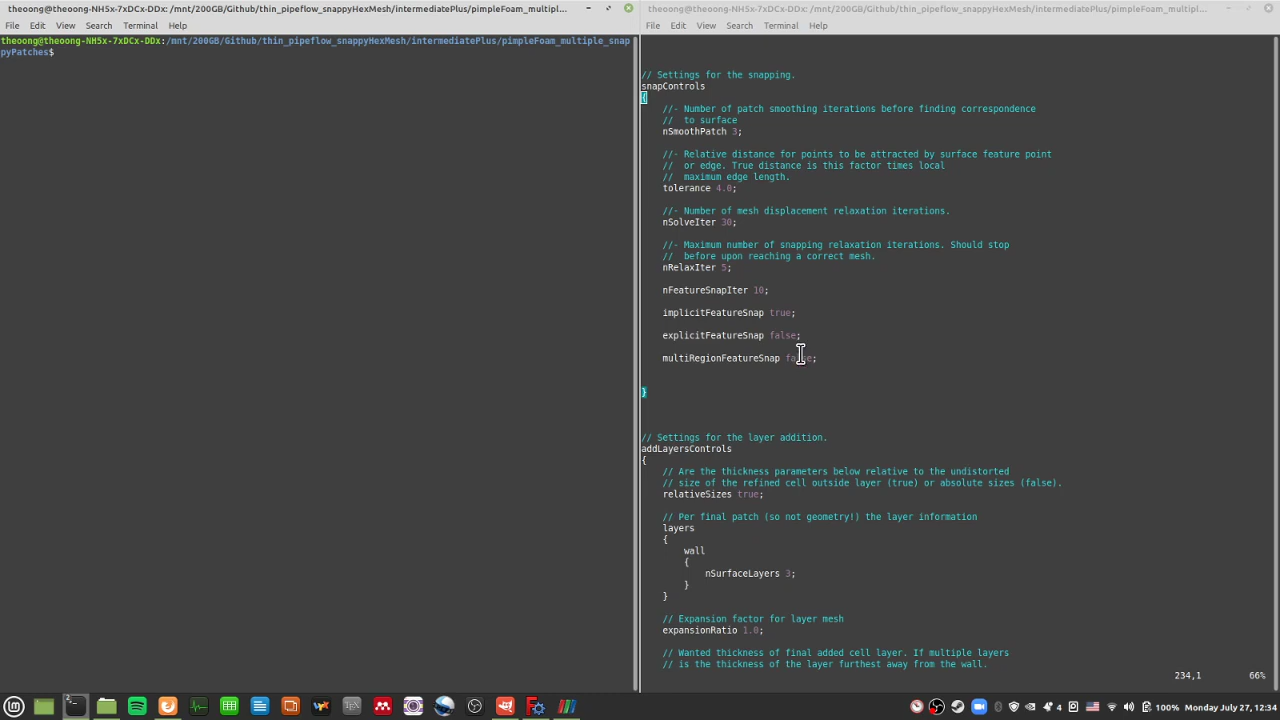 theoong@theoong-NH5x-7xDCx-DDx: /mnt/200GB/Github/thin_pipeflow_snappyHexMesh/intermediatePlus/pimpleFoam_multipl...
File Edit View Search Terminal Help
theoong@theoong-NH5x-7xDCx-DDx:/mnt/200GB/Github/thin_pipeflow_snappyHexMesh/intermediatePlus/pimpleFoam_multiple_snap
pyPatches$
theoong@theoong-NH5x-7xDCx-DDx: /mnt/200GB/Github/thin_pipeflow_snappyHexMesh/intermediatePlus/pimpleFoam_multipl...
File Edit View Search Terminal Help
// Settings for the snapping.
snapControls
{
//- Number of patch smoothing iterations before finding correspondence
// to surface
nSmoothPatch 3;
//- Relative distance for points to be attracted by surface feature point
// or edge. True distance is this factor times local
// maximum edge length.
tolerance 4.0;
//- Number of mesh displacement relaxation iterations.
nSolveIter 30;
//- Maximum number of snapping relaxation iterations. Should stop
// before upon reaching a correct mesh.
nRelaxIter 5;
nFeatureSnapIter 10;
implicitFeatureSnap true;
explicitFeatureSnap false;
multiRegionFeatureSnap false;
}
// Settings for the layer addition.
addLayersControls
{
// Are the thickness parameters below relative to the undistorted
// size of the refined cell outside layer (true) or absolute sizes (false).
relativeSizes true;
// Per final patch (so not geometry!) the layer information
layers
{
wall
{
nSurfaceLayers 3;
}
}
// Expansion factor for layer mesh
expansionRatio 1.0;
// Wanted thickness of final added cell layer. If multiple layers
// is the thickness of the layer furthest away from the wall.
234,1 66%
2
4 100% Monday July 27, 12:34